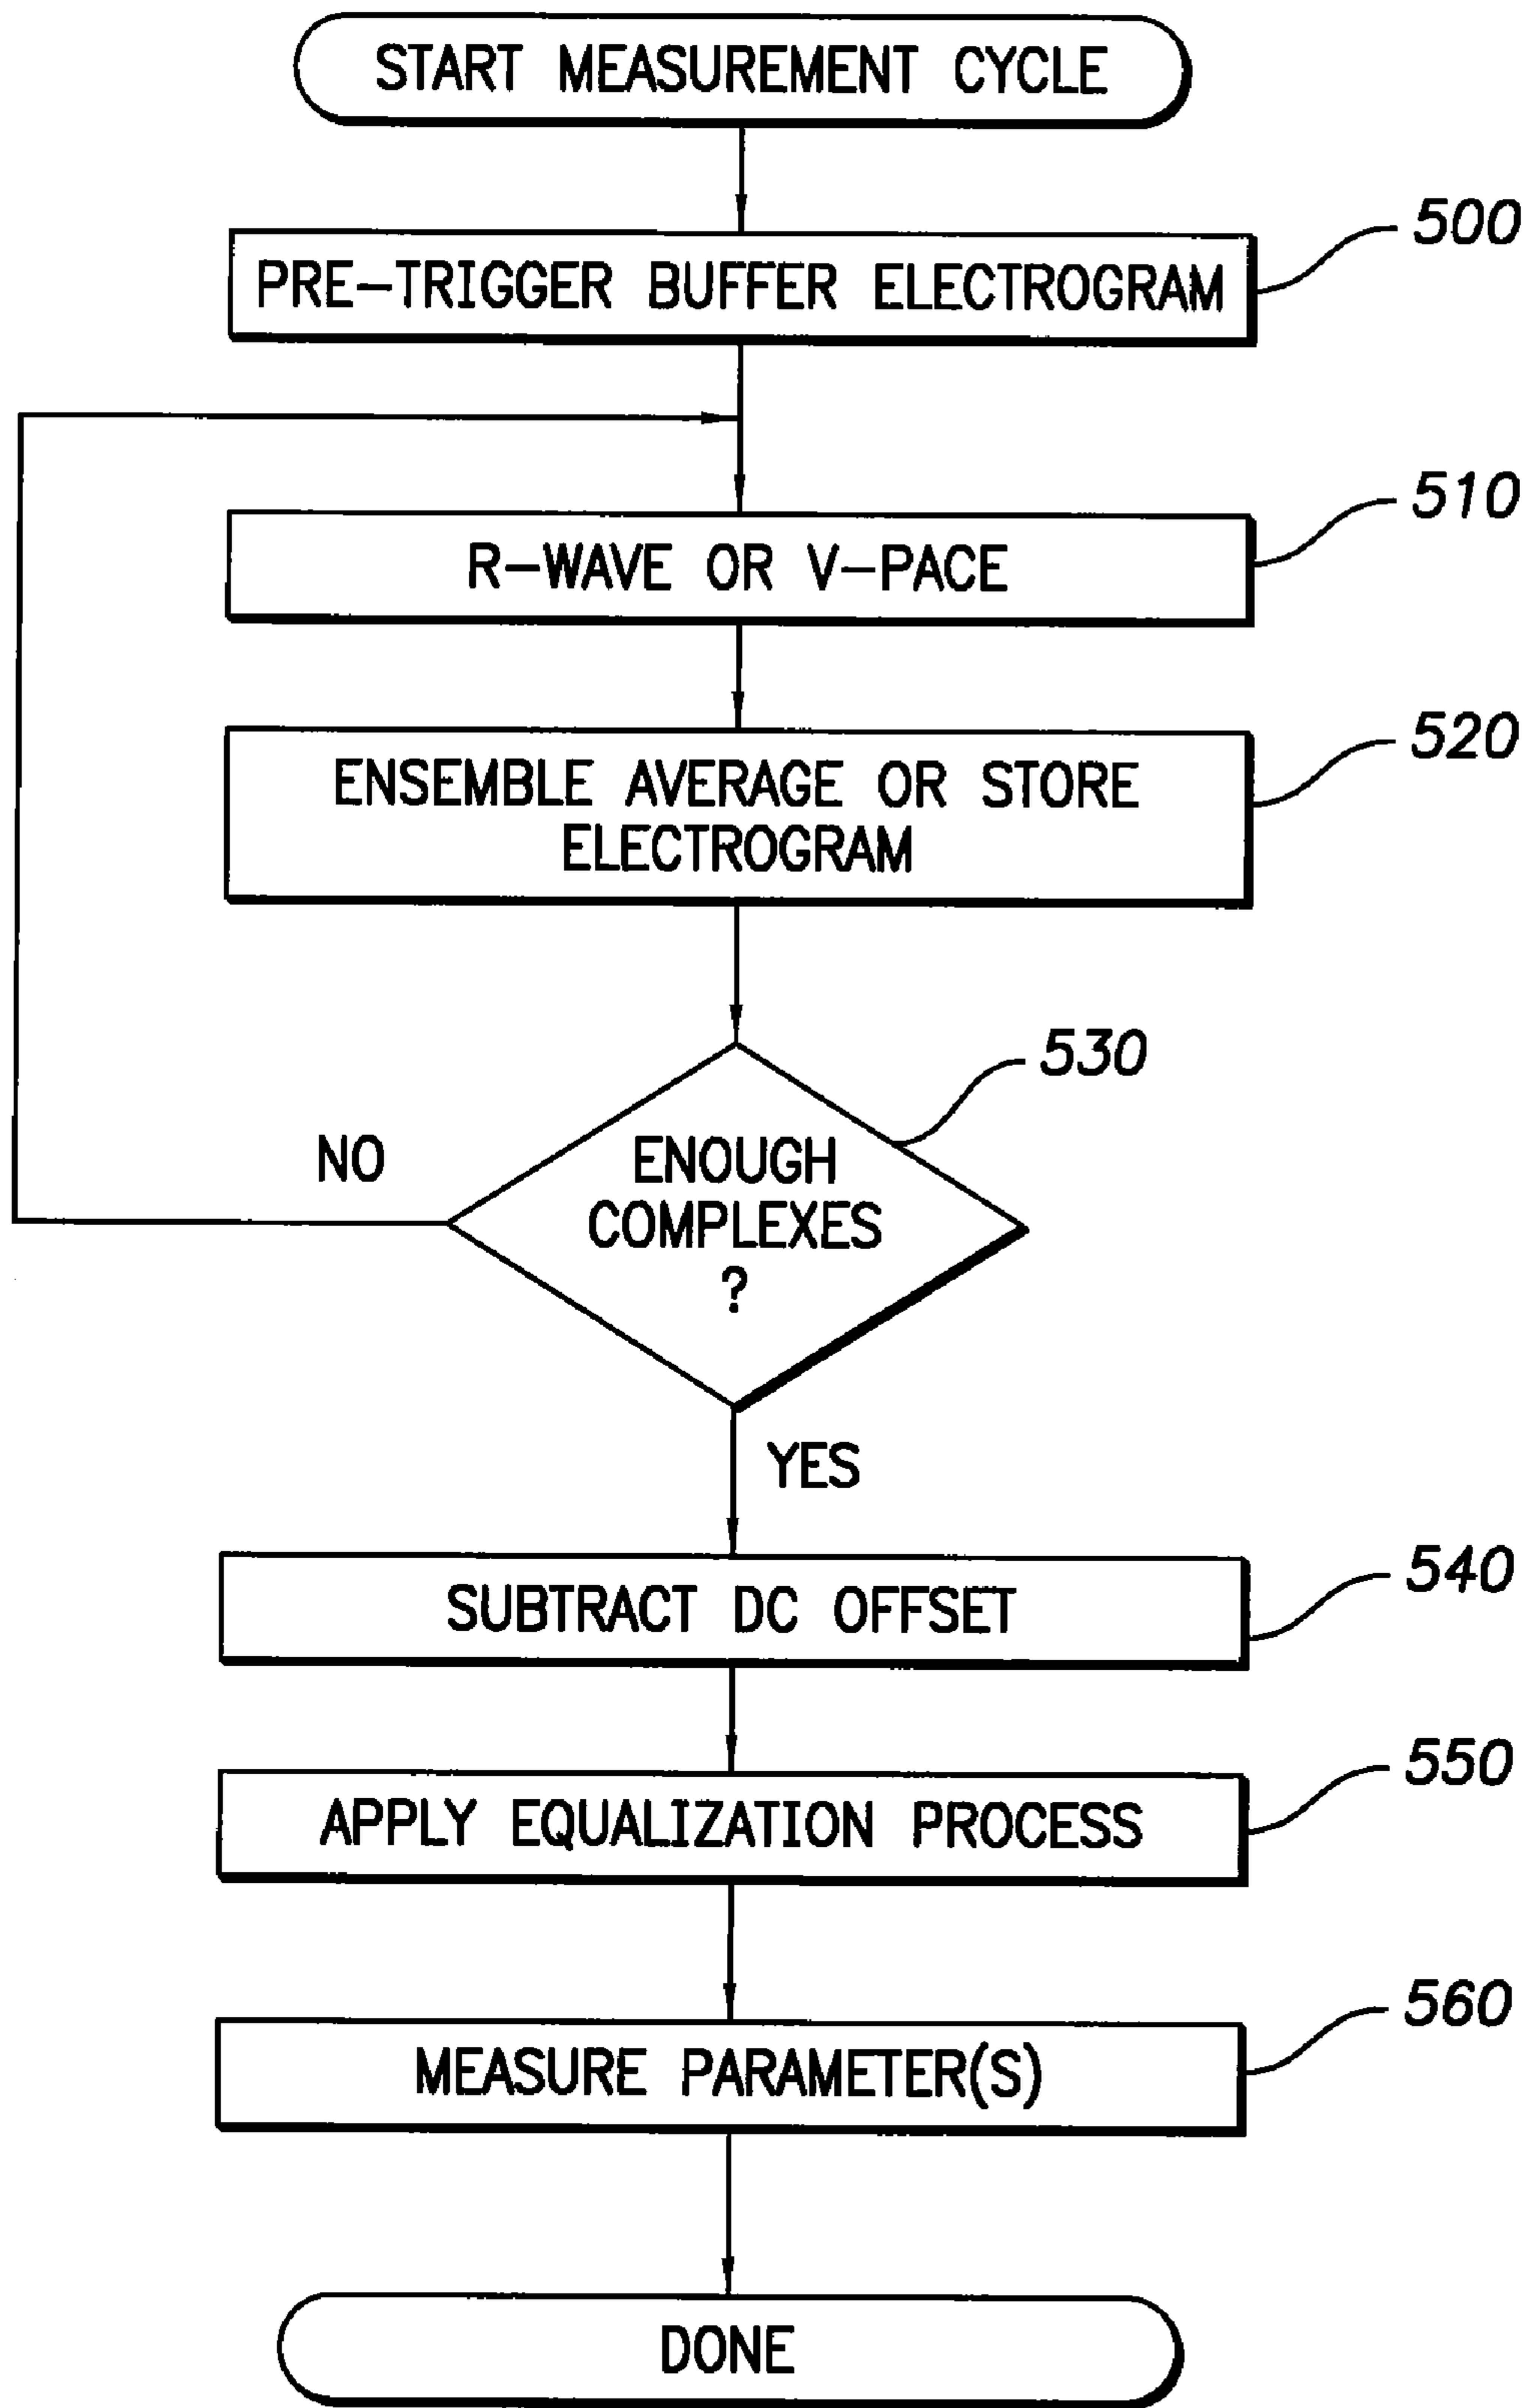 START MEASUREMENT CYCLE
500
PRE-TRIGGER BUFFER ELECTROGRAM
510
R-WAVE OR V-PACE
520
ENSEMBLE AVERAGE OR STORE
ELECTROGRAM
530
NO
ENOUGH
COMPLEXES
?
YES
540
SUBTRACT DC OFFSET
550
APPLY EQUALIZATION PROCESS
560
MEASURE PARAMETER(S)
DONE